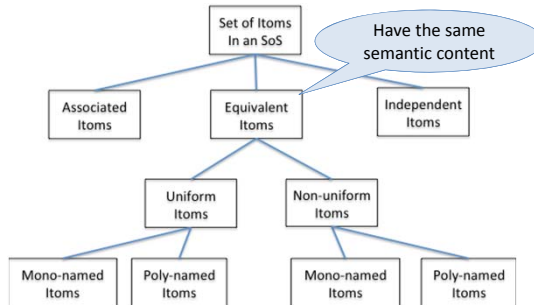 Set of Itoms
In an SoS
Have the same
semantic content
Associated
Itoms
Equivalent
Itoms
Independent
Itoms
Uniform
Itoms
Non-uniform
Itoms
Mono-named
Itoms
Poly-named
Itoms
Mono-named
Itoms
Poly-named
Itoms